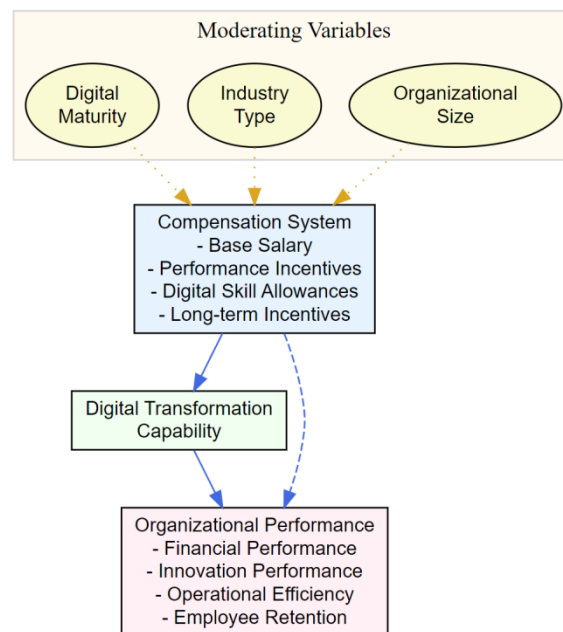 Moderating Variables
Digital
Maturity
Industry
Type
Organizational
Size
Compensation System
- Base Salary
- Performance Incentives
- Digital Skill Allowances
- Long-term Incentives
Digital Transformation
Capability
Organizational Performance
- Financial Performance
- Innovation Performance
- Operational Efficiency
- Employee Retention